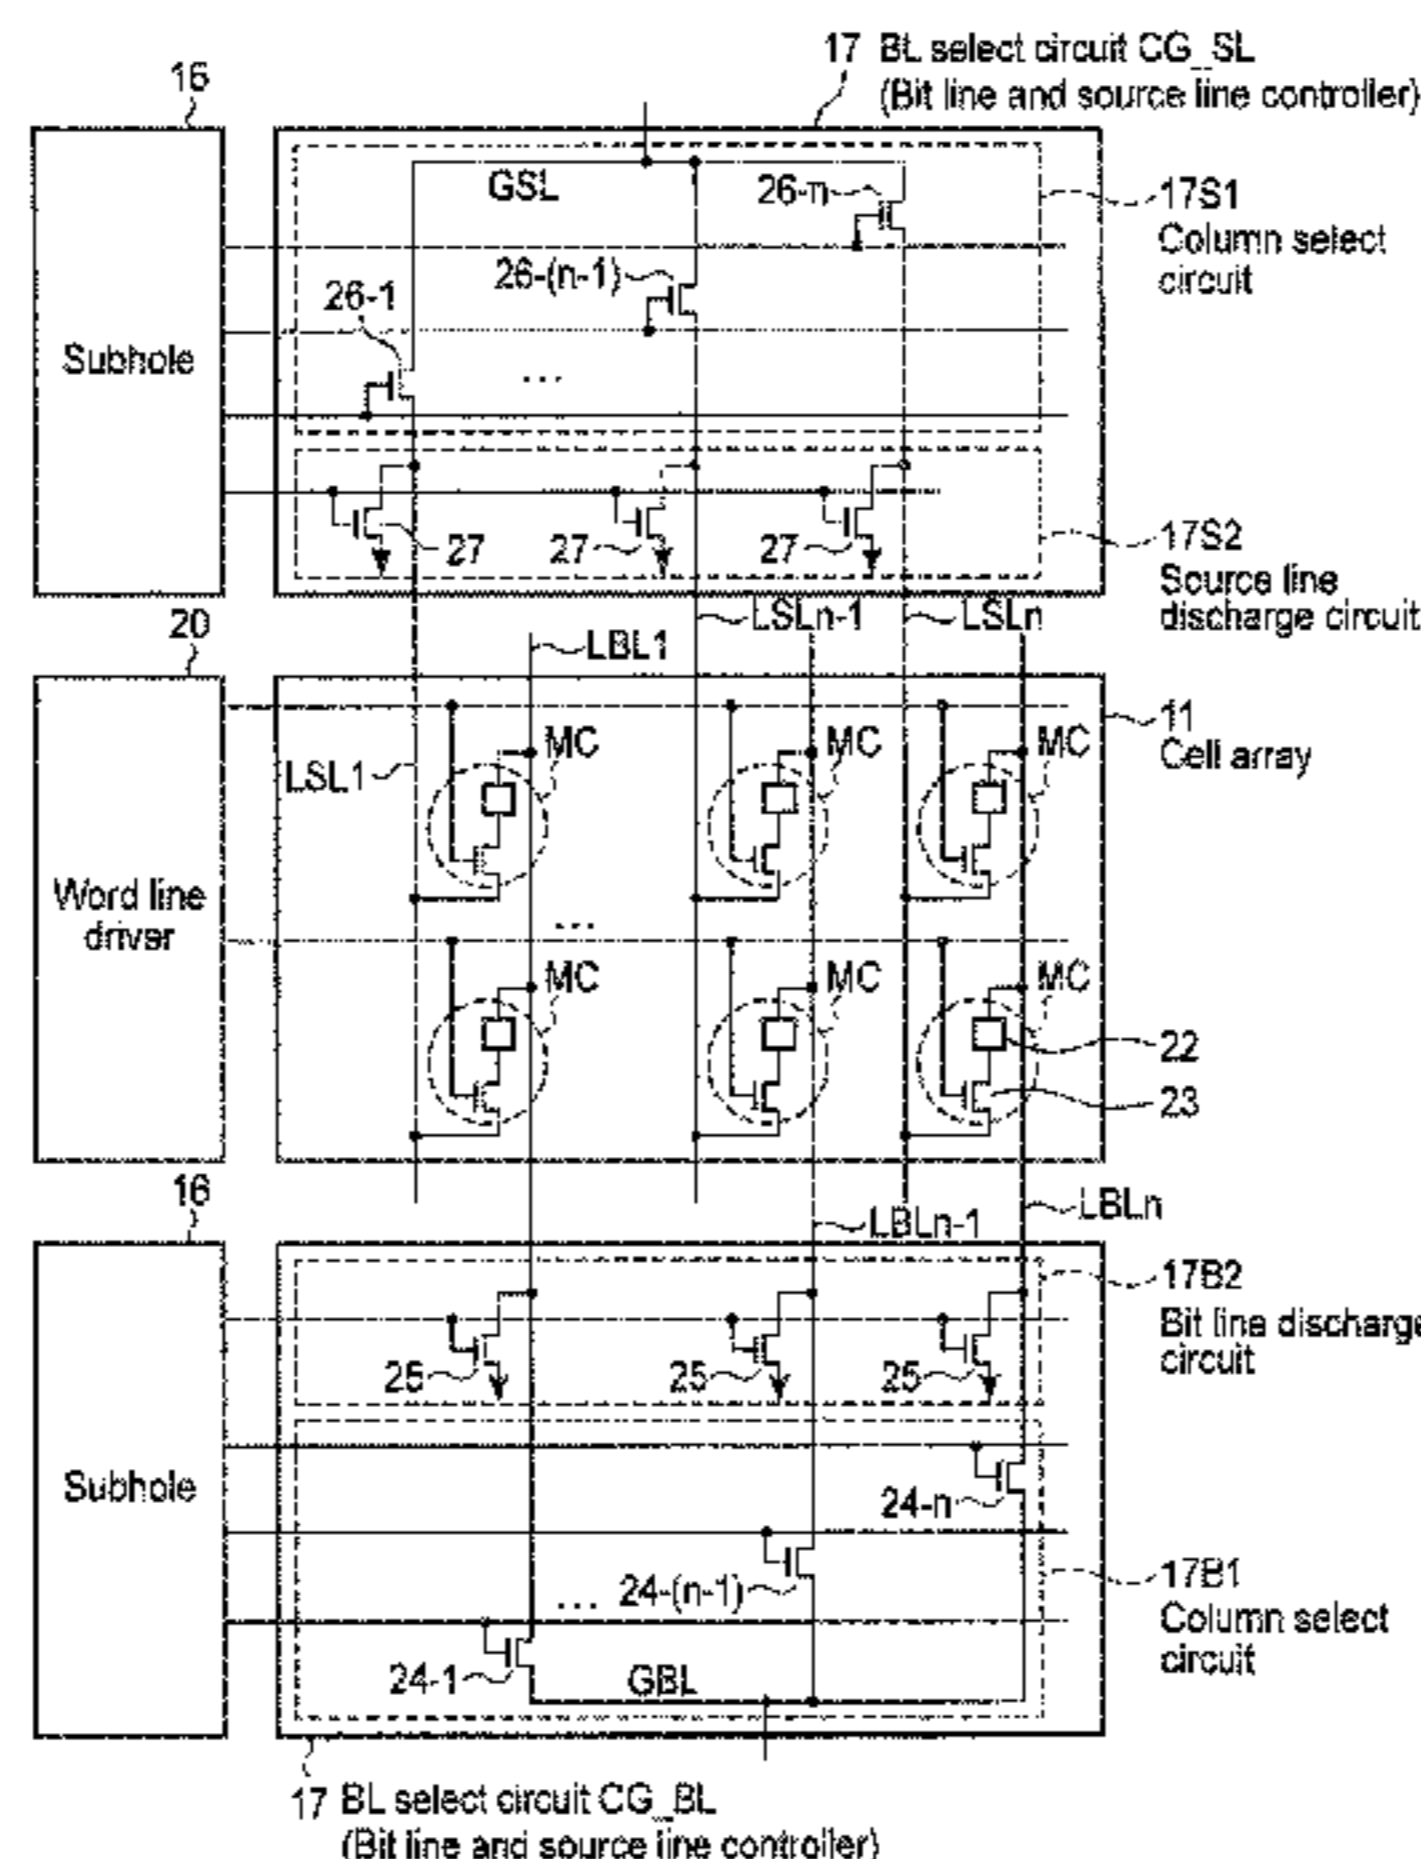 17 BL select circuit CG_SL
(Bit line and source line controller)
16
GSL
26-n
17S1
Column select
circuit
26-(n-1)
26-1
Subhole
...
27
27
27
17S2
Source line
discharge circuit
20
LBL1
LSLn-1
LSLn
11
Cell array
LSL1
MC
MC
MC
Word line
driver
...
MC
MC
MC
22
23
16
LBLn-1
LBLn
17B2
Bit line discharge
circuit
25
25
25
Subhole
24-n
24-(n-1)
...
17B1
Column select
circuit
24-1
GBL
17 BL select circuit CG_BL
(Bit line and source line controller)